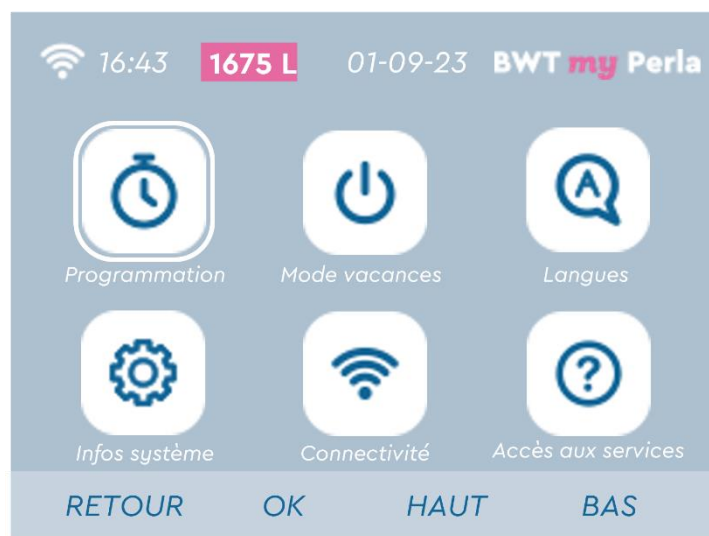 16:43 1675 L 01-09-23 BWT my Perla
A
Programmation Mode vacances Langues
?
Infos système Connectivité Accès aux services
RETOUR OK HAUT BAS